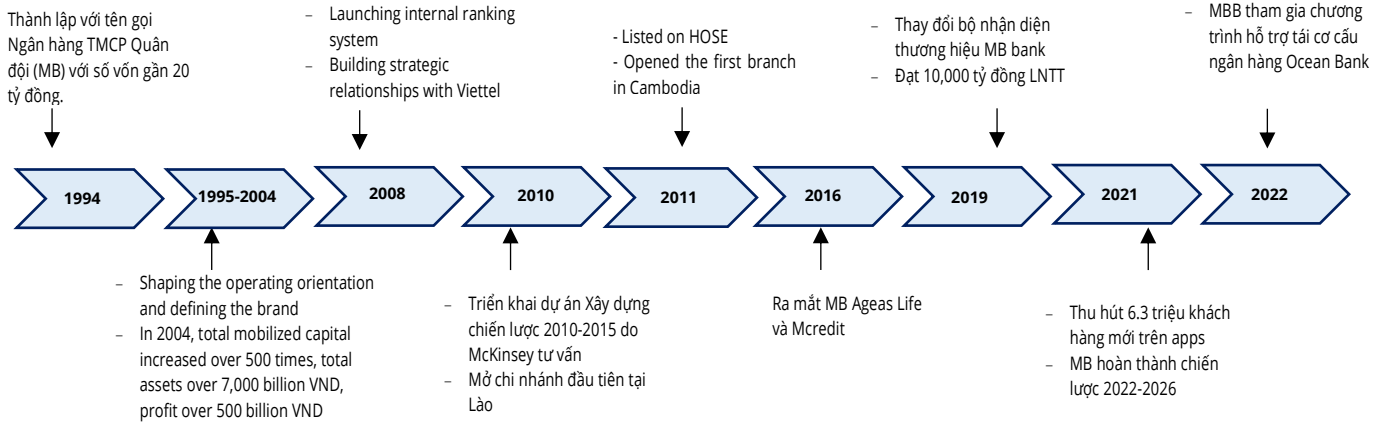 Thành lập với tên gọi
Ngân hàng TMCP Quân
đội (MB) với số vốn gần 20
tỷ đồng.
– Launching internal ranking
system
– Building strategic
relationships with Viettel
- Listed on HOSE
- Opened the first branch
in Cambodia
– Thay đổi bộ nhận diện
thương hiệu MB bank
– Đạt 10,000 tỷ đồng LNTT
– MBB tham gia chương
trình hỗ trợ tái cơ cấu
ngân hàng Ocean Bank
1994
1995-2004
2008
2010
2011
2016
2019
2021
2022
– Shaping the operating orientation
and defining the brand
– In 2004, total mobilized capital
increased over 500 times, total
assets over 7,000 billion VND,
profit over 500 billion VND
– Triển khai dự án Xây dựng
chiến lược 2010-2015 do
McKinsey tư vấn
– Mở chi nhánh đầu tiên tại
Lào
Ra mắt MB Ageas Life
và Mcredit
– Thu hút 6.3 triệu khách
hàng mới trên apps
– MB hoàn thành chiến
lược 2022-2026